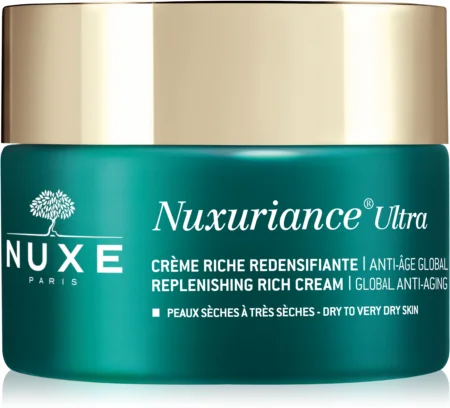 Nuxuriance® Ultra
NUXE
PARIS
CRÈME RICHE REDENSIFIANTE | ANTI-ÂGE GLOBAL
REPLENISHING RICH CREAM | GLOBAL ANTI-AGING
▪ PEAUX SÈCHES À TRÈS SÈCHES - DRY TO VERY DRY SKIN